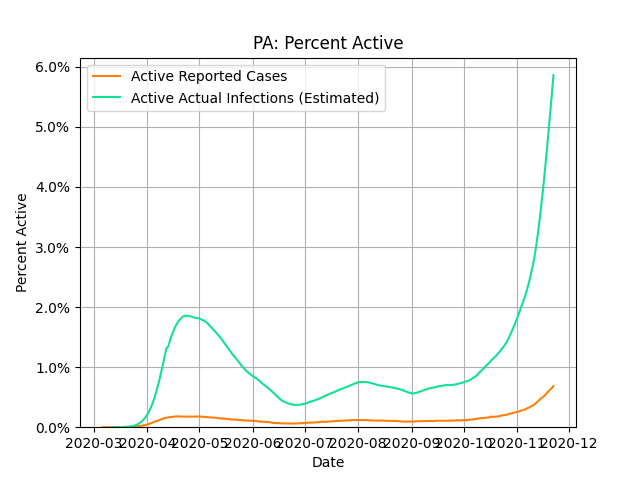 PA: Percent Active
Active Reported Cases
Active Actual Infections (Estimated)
6.0%
5.0%
4.0%
3.0%
2.0%
1.0%
0.0%
Percent Active
2020-03 2020-04 2020-05 2020-06 2020-07 2020-08 2020-09 2020-10 2020-11 2020-12
Date